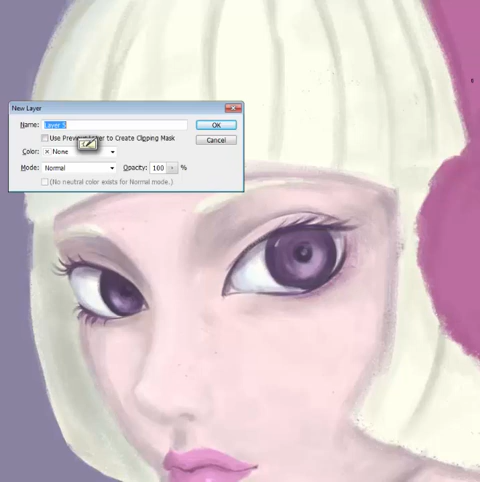 New Layer
Name: Layer 5
OK
Use Previous Layer to Create Clipping Mask
Cancel
Color: × None
Mode: Normal Opacity: 100 %
(No neutral color exists for Normal mode.)